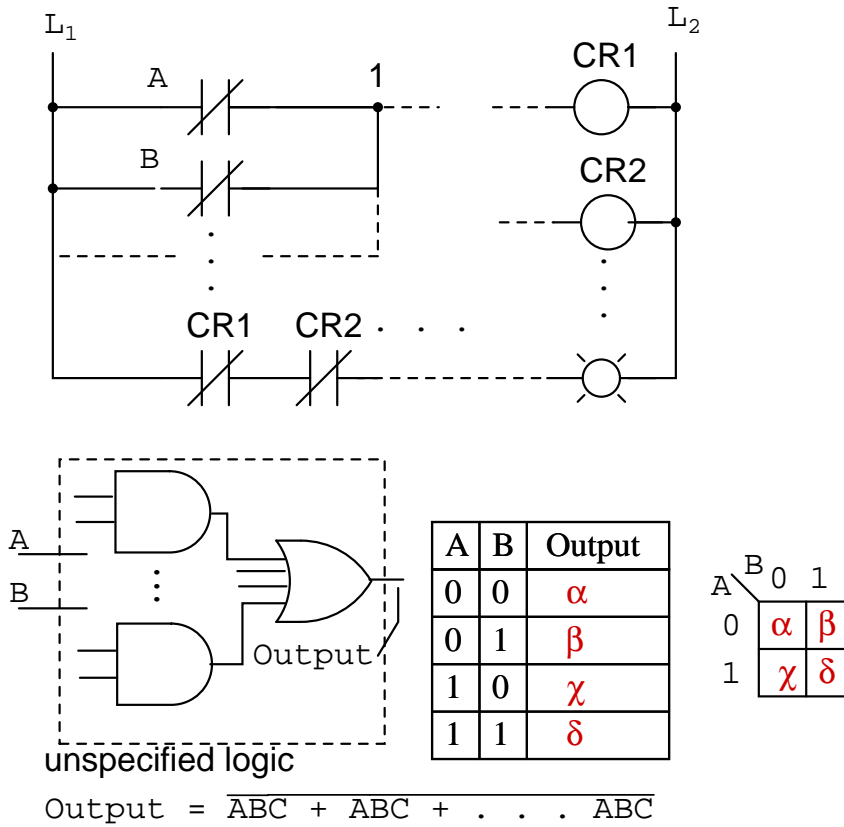 L1 L2
A 1 CR1
B CR2
CR1 CR2 . . .
A
B
Output
unspecified logic
A B Output
0 0 α
0 1 β
1 0 χ
1 1 δ
A B 0 1
0 α β
1 χ δ
Output = ABC + ABC + . . . ABC